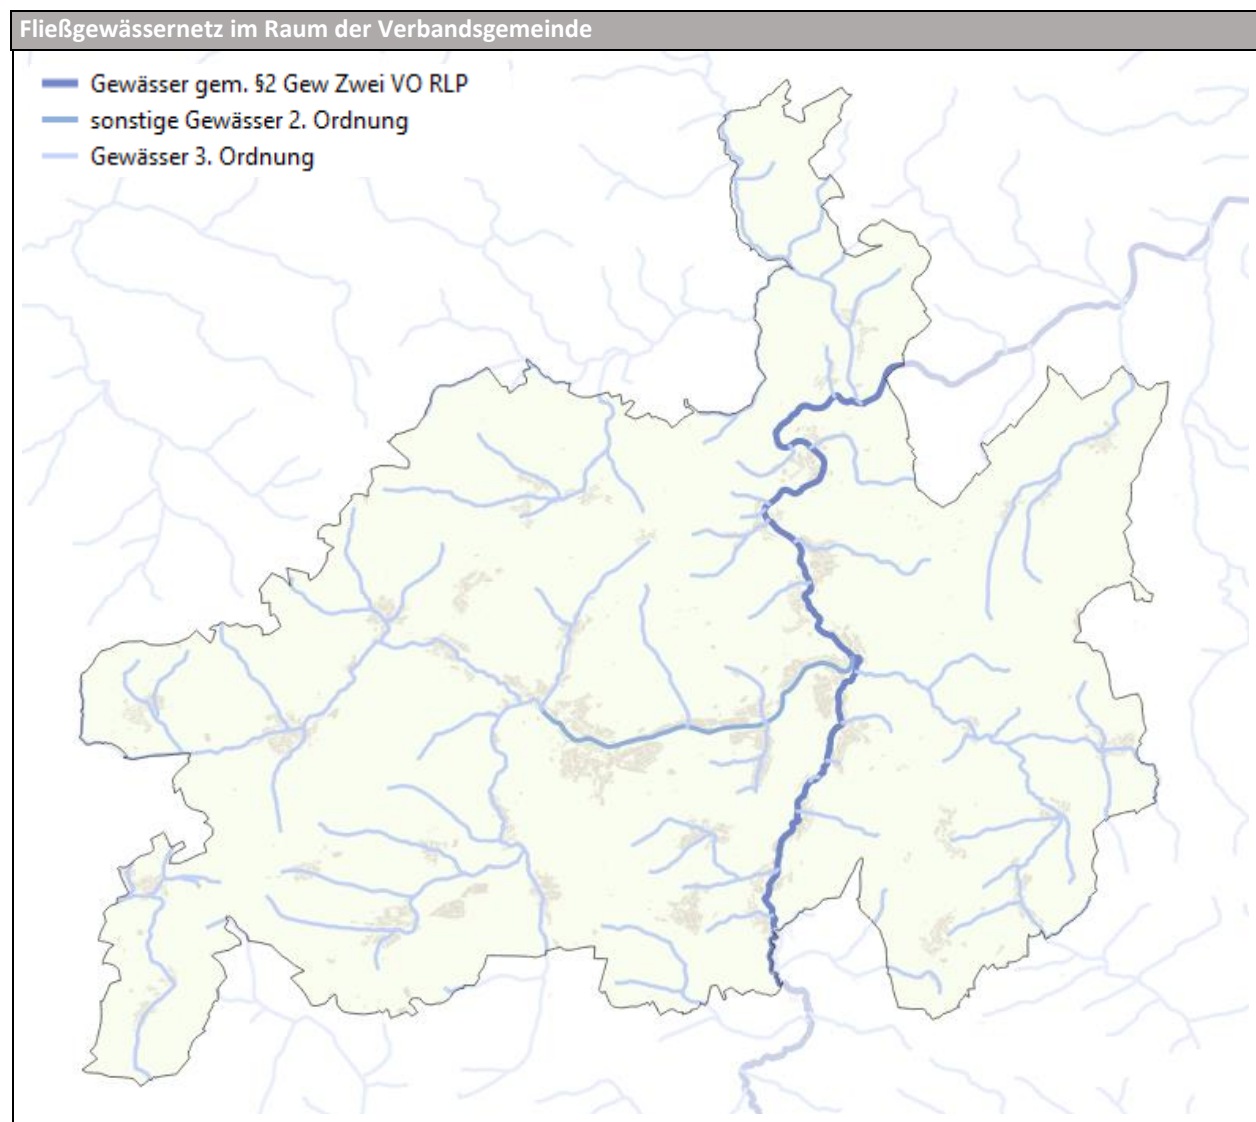 Fließgewässernetz im Raum der Verbandsgemeinde
Gewässer gem. §2 Gew Zwei VO RLP
sonstige Gewässer 2. Ordnung
Gewässer 3. Ordnung